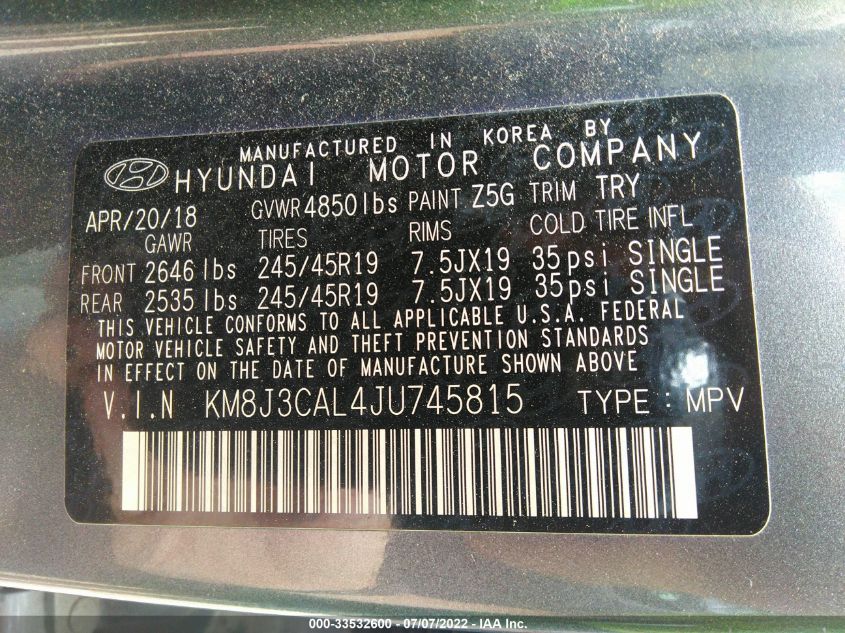 MANUFACTURED IN KOREA BY
HYUNDAI MOTOR COMPANY
APR/20/18 GVWR 4850 lbs PAINT Z5G TRIM TRY
GAWR TIRES RIMS COLD TIRE INFL
FRONT 2646 lbs 245/45R19 7.5JX19 35psi SINGLE
REAR 2535 lbs 245/45R19 7.5JX19 35psi SINGLE
THIS VEHICLE CONFORMS TO ALL APPLICABLE U.S.A. FEDERAL
MOTOR VEHICLE SAFETY AND THEFT PREVENTION STANDARDS
IN EFFECT ON THE DATE OF MANUFACTURE SHOWN ABOVE
V.I.N KM8J3CAL4JU745815 TYPE : MPV
000-33532600 - 07/07/2022 - IAA Inc.